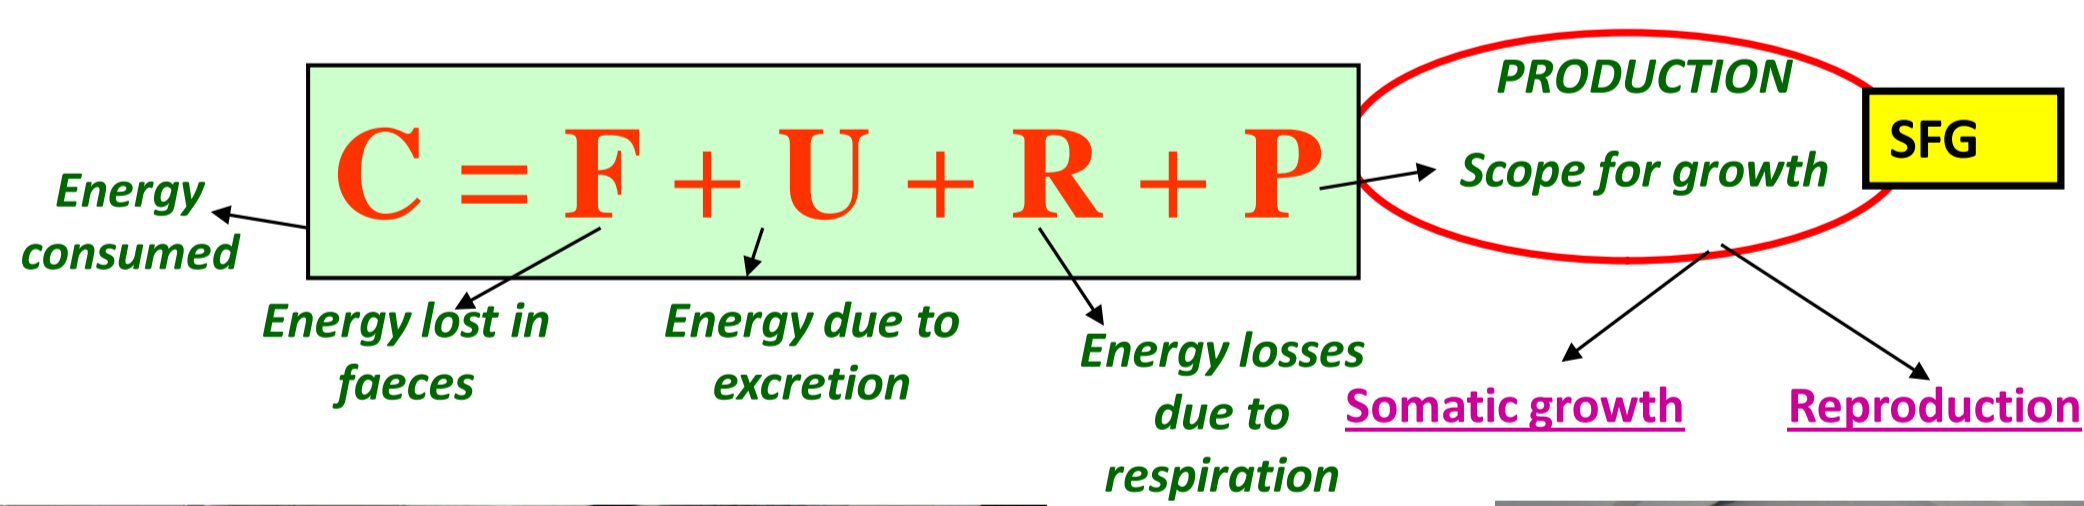 PRODUCTION
SFG
C = F + U + R + P
Scope for growth
Energy
consumed
Energy lost in
faeces
Energy due to
excretion
Energy losses
due to
respiration
Somatic growth
Reproduction